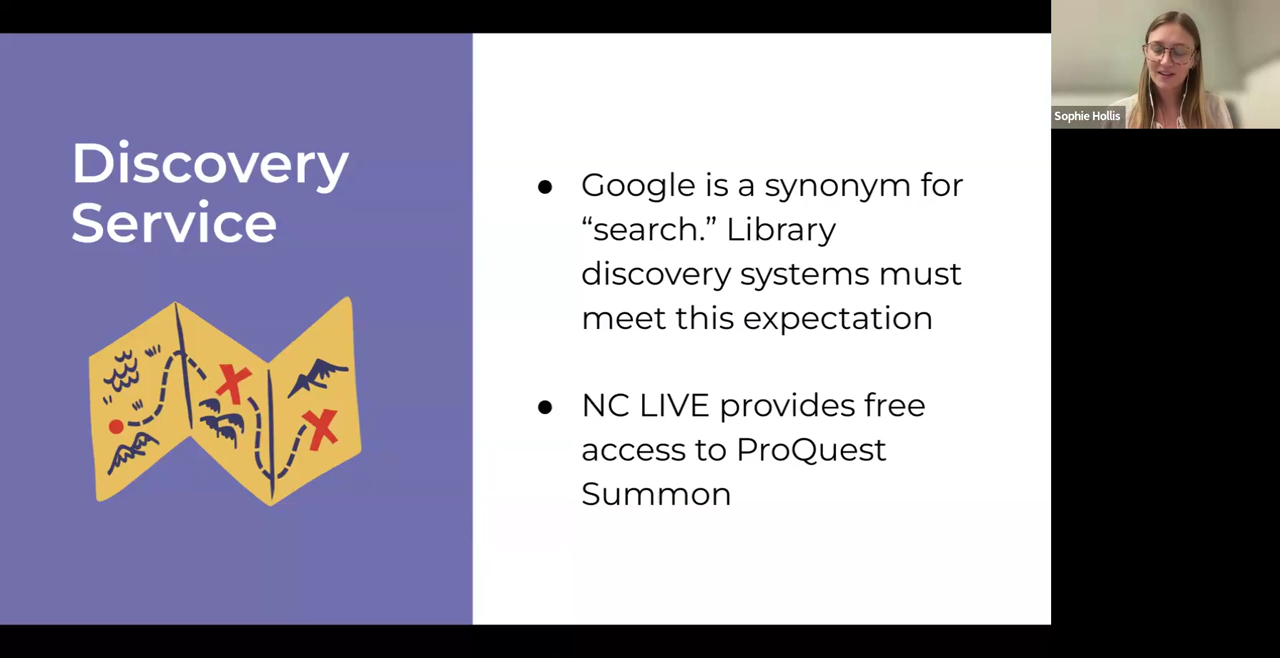 Discovery
Service
● Google is a synonym for
“search.” Library
discovery systems must
meet this expectation
● NC LIVE provides free
access to ProQuest
Summon
Sophie Hollis